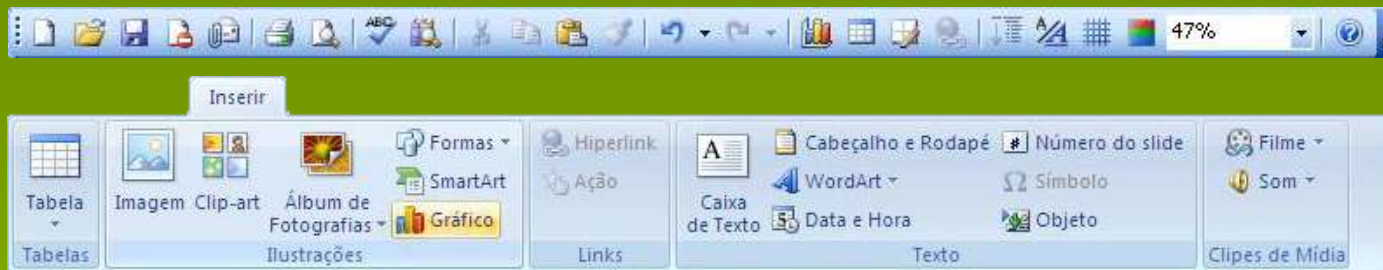 ABC
47%
Inserir
Tabela
Imagem Clip-art Álbum de Fotografias
Formas
SmartArt
Gráfico
Hiperlink
Ação
A
Caixa de Texto
Cabeçalho e Rodapé
WordArt
Data e Hora
# Número do slide
Ω Símbolo
Objeto
Filme
Som
Tabelas
Ilustrações
Links
Texto
Clipes de Mídia